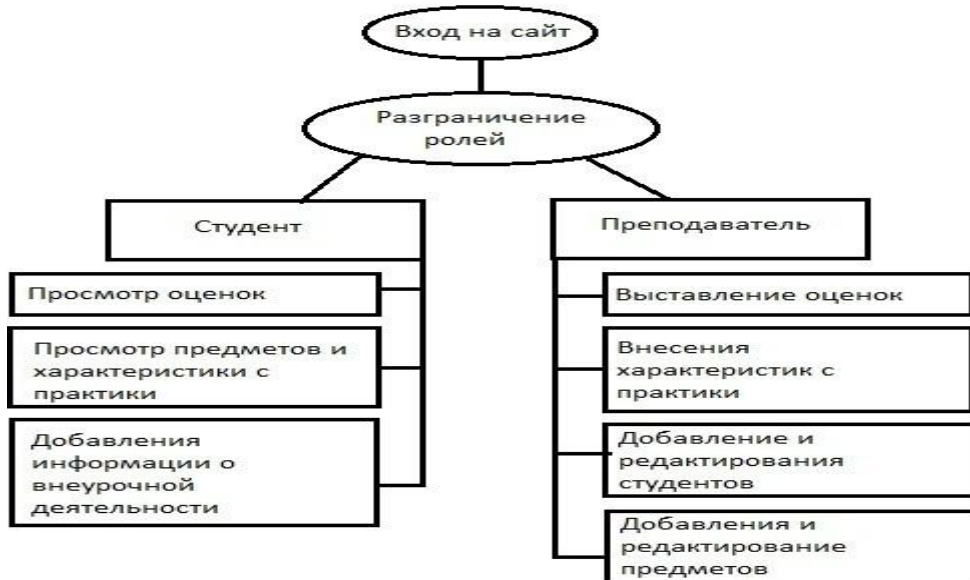 Вход на сайт
Разграничение
ролей
Студент
Просмотр оценок
Просмотр предметов и
характеристики с
практики
Добавления
информации о
внеурочной
деятельности
Преподаватель
Выставление оценок
Внесения
характеристик с
практики
Добавление и
редактирования
студентов
Добавления и
редактирование
предметов